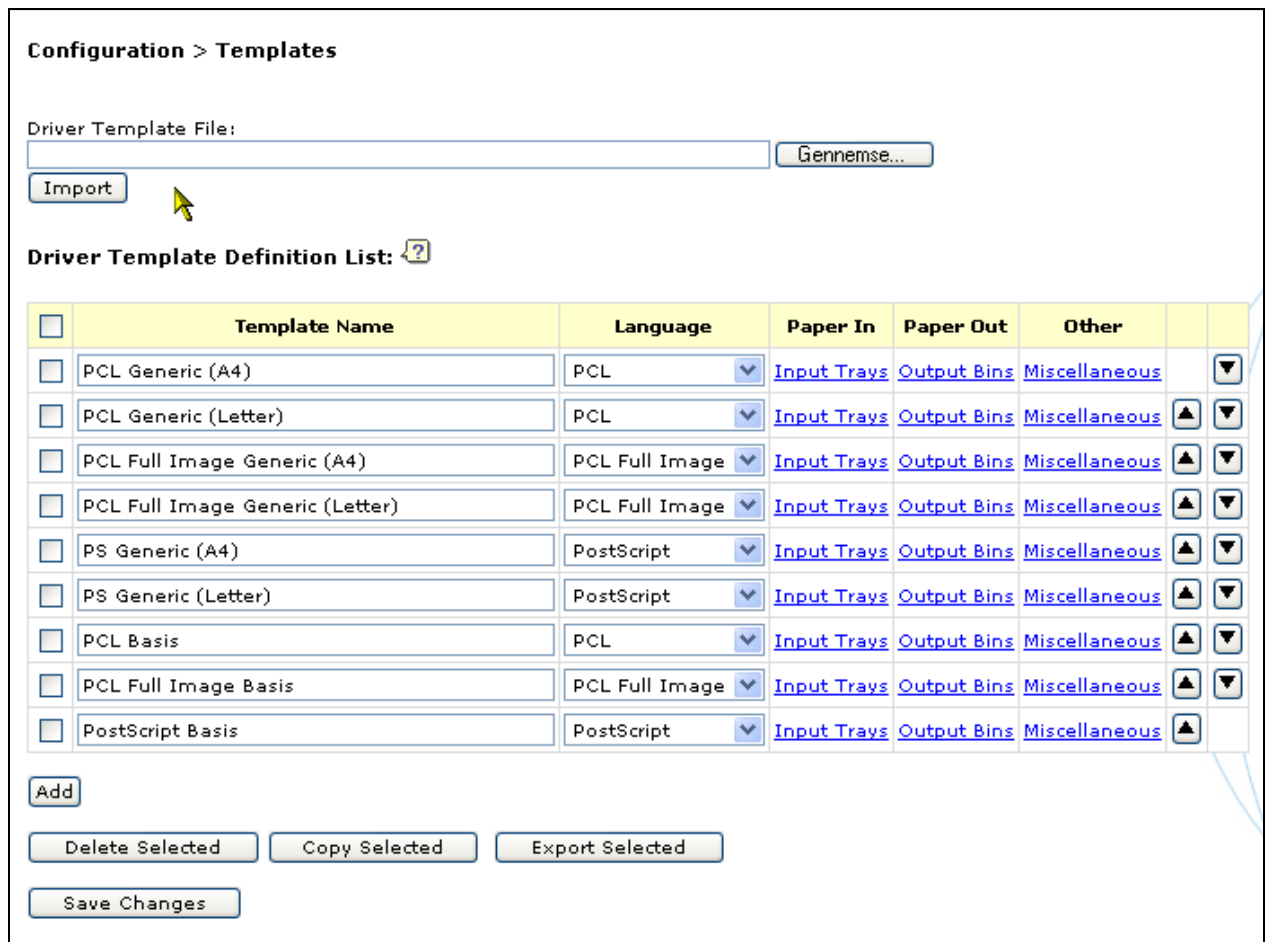 Configuration > Templates
Driver Template File:
Gennemse...
Import
Driver Template Definition List: ?
Template Name Language Paper In Paper Out Other
PCL Generic (A4) PCL Input Trays Output Bins Miscellaneous
PCL Generic (Letter) PCL Input Trays Output Bins Miscellaneous
PCL Full Image Generic (A4) PCL Full Image Input Trays Output Bins Miscellaneous
PCL Full Image Generic (Letter) PCL Full Image Input Trays Output Bins Miscellaneous
PS Generic (A4) PostScript Input Trays Output Bins Miscellaneous
PS Generic (Letter) PostScript Input Trays Output Bins Miscellaneous
PCL Basis PCL Input Trays Output Bins Miscellaneous
PCL Full Image Basis PCL Full Image Input Trays Output Bins Miscellaneous
PostScript Basis PostScript Input Trays Output Bins Miscellaneous
Add
Delete Selected Copy Selected Export Selected
Save Changes